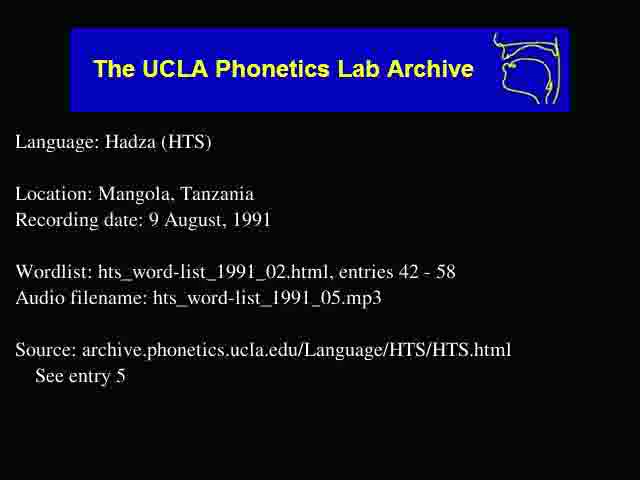 The UCLA Phonetics Lab Archive
Language: Hadza (HTS)
Location: Mangola, Tanzania
Recording date: 9 August, 1991
Wordlist: hts_word-list_1991_02.html, entries 42 - 58
Audio filename: hts_word-list_1991_05.mp3
Source: archive.phonetics.ucla.edu/Language/HTS/HTS.html
See entry 5